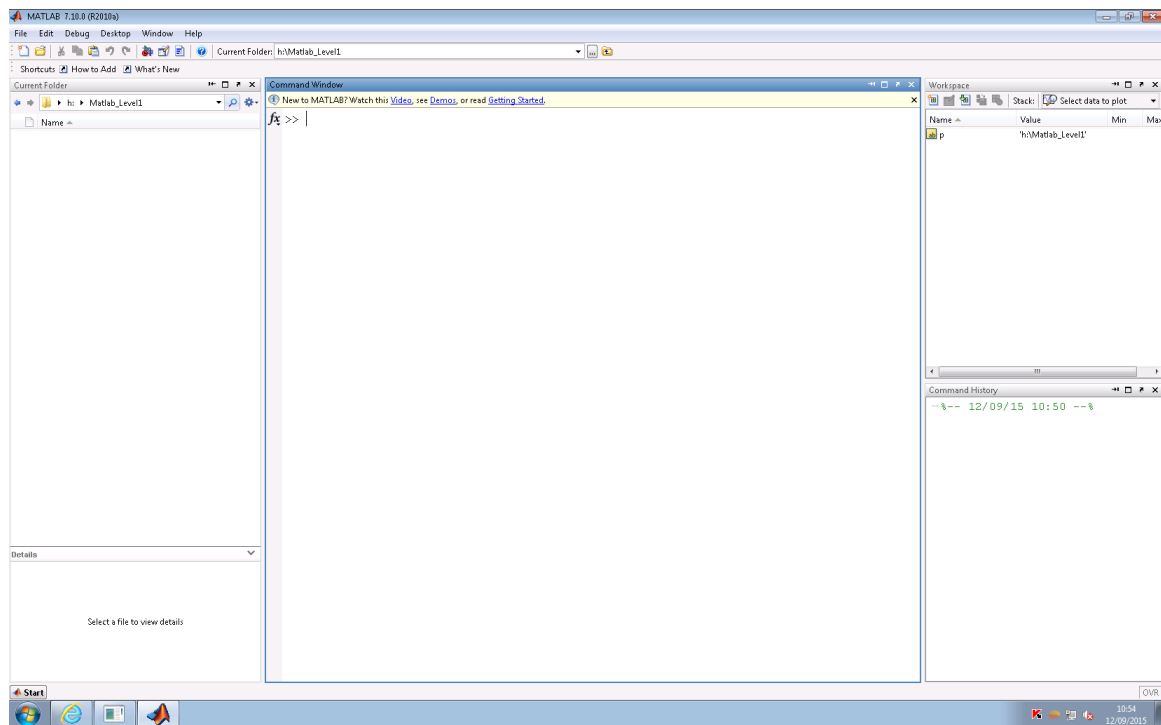 MATLAB 7.10.0 (R2010a)
File Edit Debug Desktop Window Help
Current Folder: h:\Matlab_Level1
Shortcuts How to Add What's New
Current Folder
h: Matlab_Level1
Name
Details
Select a file to view details
Command Window
New to MATLAB? Watch this Video, see Demos, or read Getting Started.
fx >>
Workspace
Stack: Select data to plot
Name Value Min Max
p 'h:\Matlab_Level1'
Command History
%-- 12/09/15 10:50 --%
Start
OVR
10:54
12/09/2015